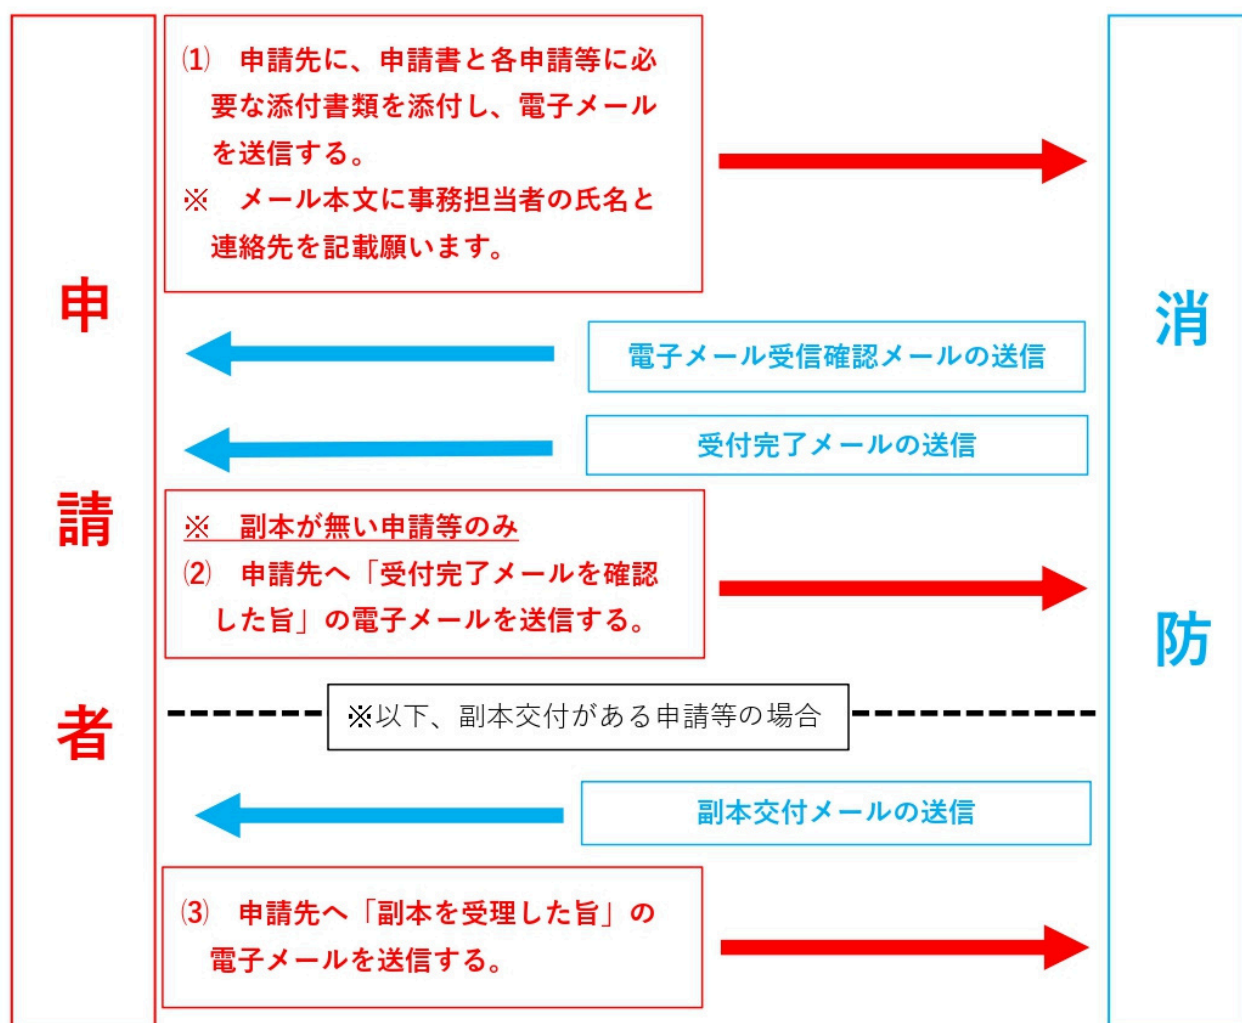 申請者
⑴　申請先に、申請書と各申請等に必
要な添付書類を添付し、電子メール
を送信する。
※　メール本文に事務担当者の氏名と
連絡先を記載願います。
消防
電子メール受信確認メールの送信
受付完了メールの送信
※　副本が無い申請等のみ
⑵　申請先へ「受付完了メールを確認
した旨」の電子メールを送信する。
※以下、副本交付がある申請等の場合
副本交付メールの送信
⑶　申請先へ「副本を受理した旨」の
電子メールを送信する。